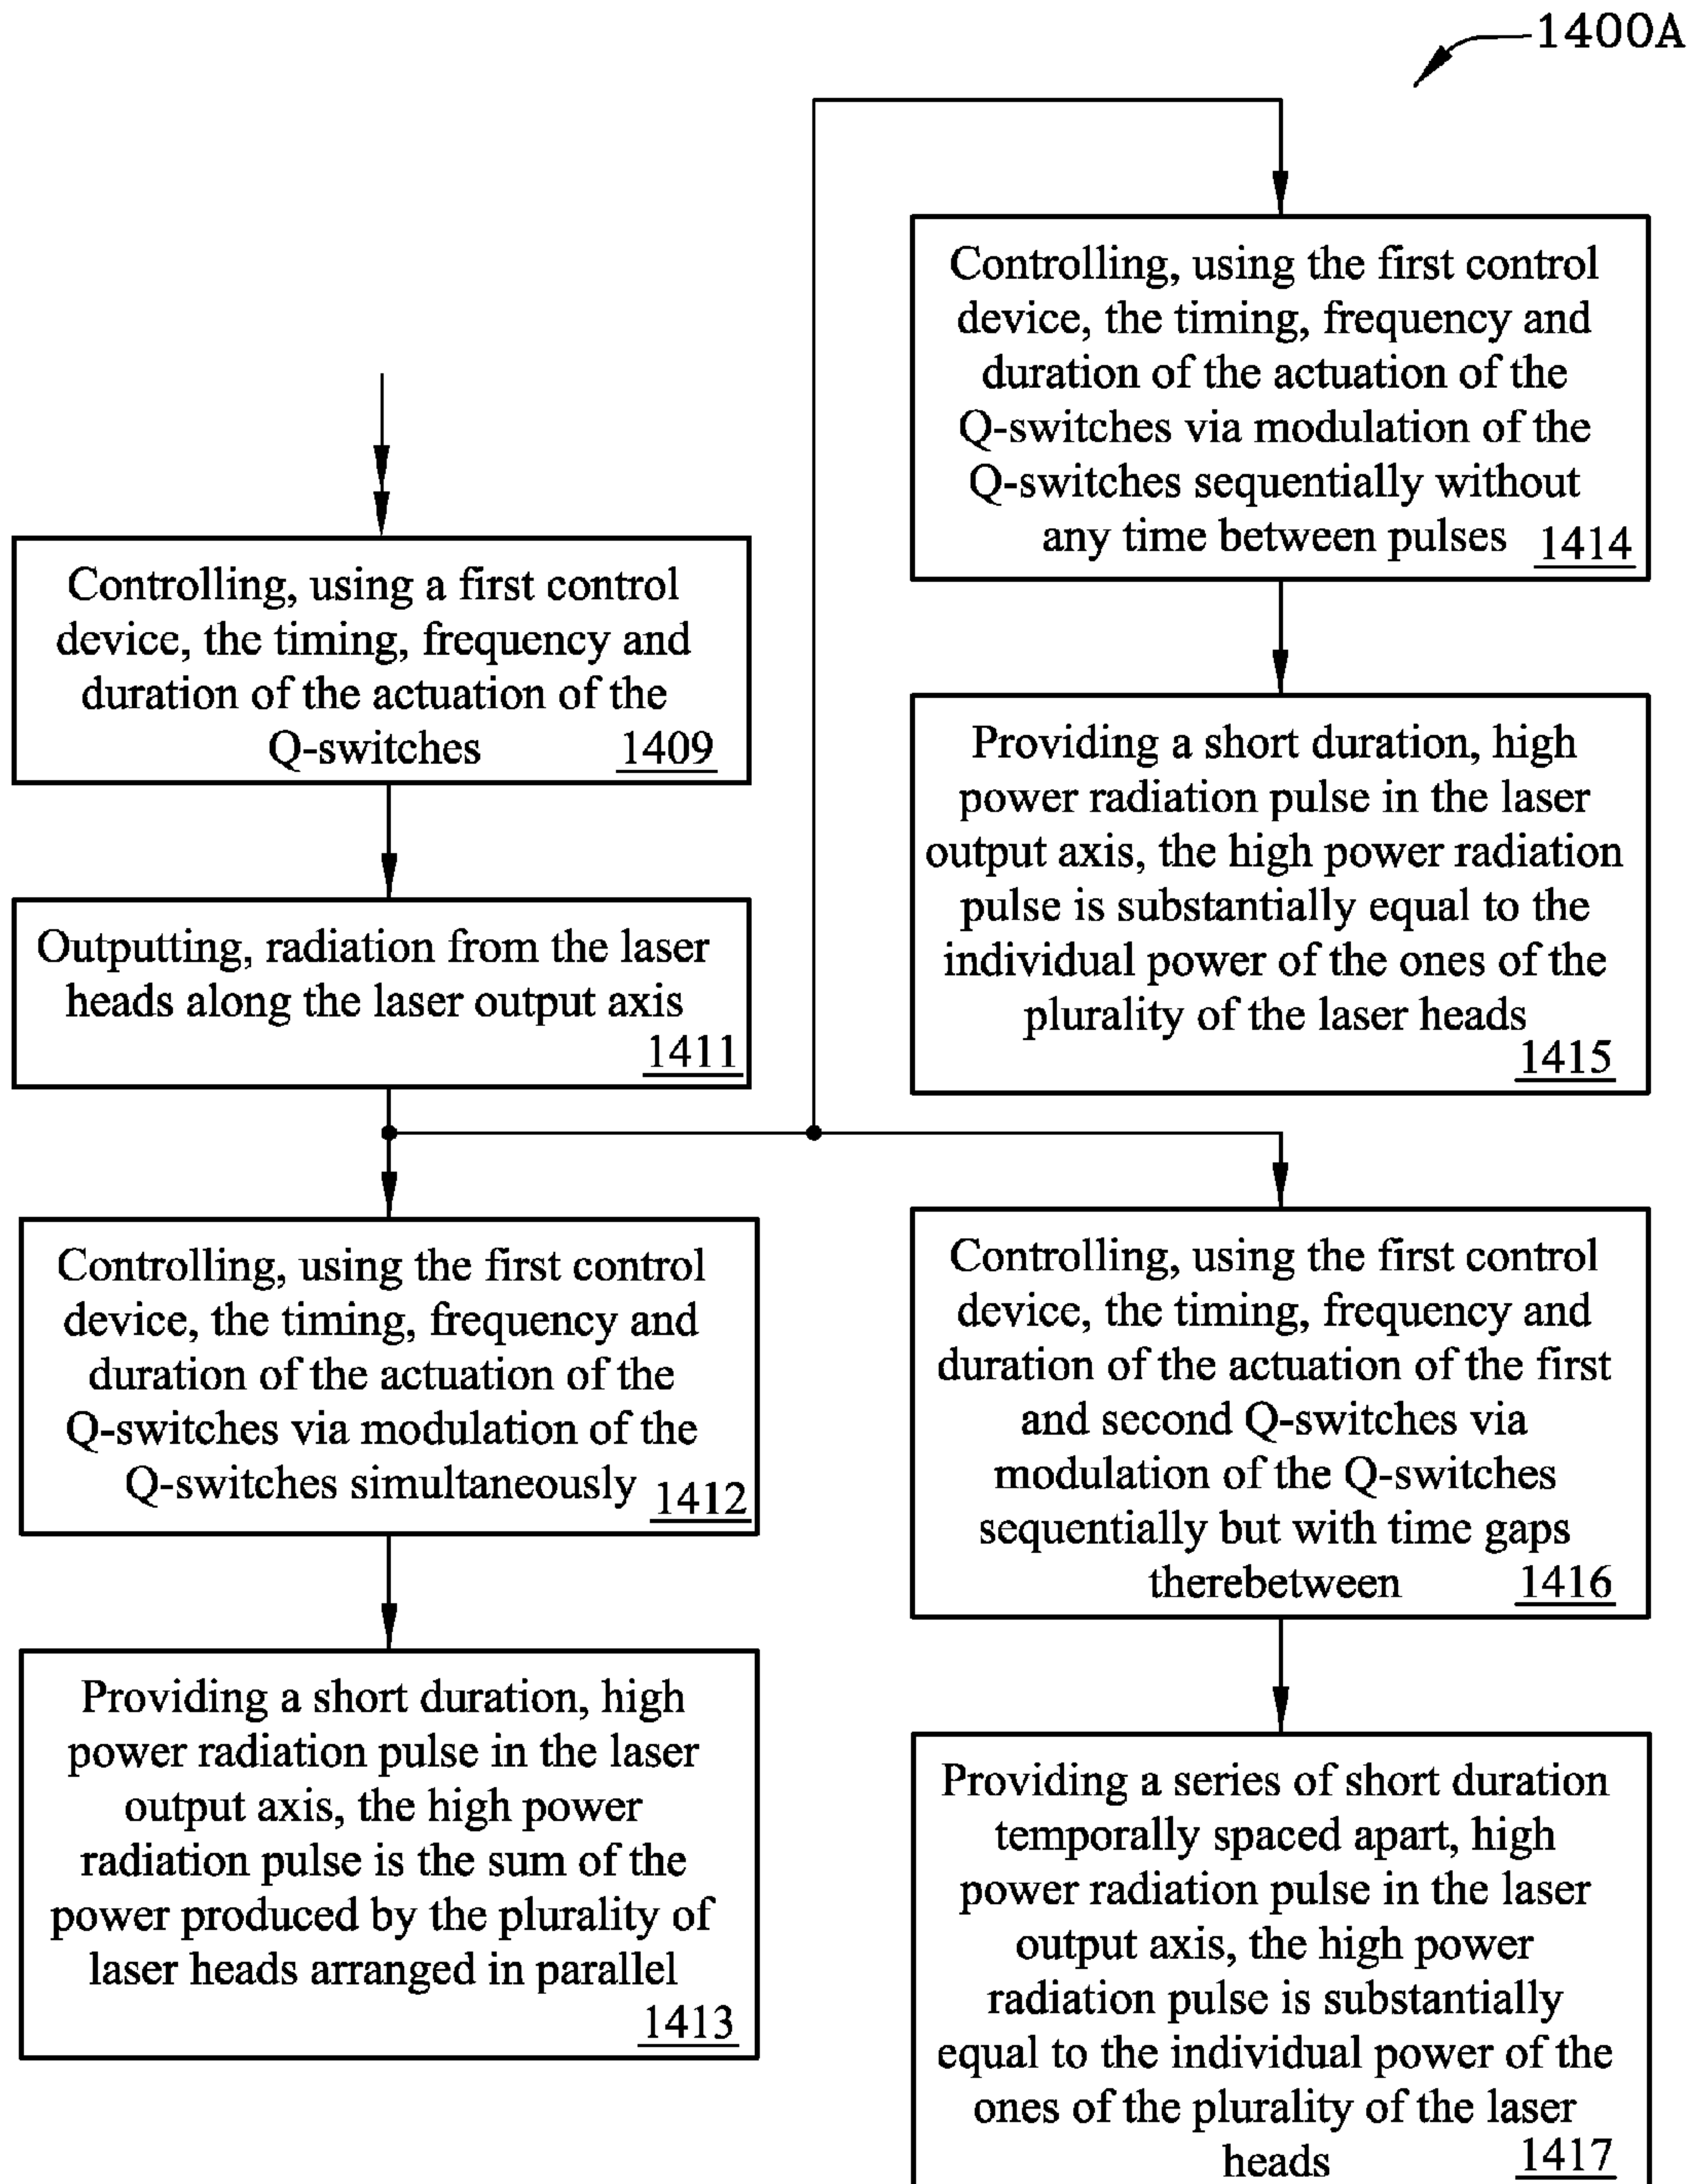 1400A
Controlling, using a first control
device, the timing, frequency and
duration of the actuation of the
Q-switches 1409
Outputting, radiation from the laser
heads along the laser output axis
1411
Controlling, using the first control
device, the timing, frequency and
duration of the actuation of the
Q-switches via modulation of the
Q-switches simultaneously 1412
Providing a short duration, high
power radiation pulse in the laser
output axis, the high power
radiation pulse is the sum of the
power produced by the plurality of
laser heads arranged in parallel
1413
Controlling, using the first control
device, the timing, frequency and
duration of the actuation of the
Q-switches via modulation of the
Q-switches sequentially without
any time between pulses 1414
Providing a short duration, high
power radiation pulse in the laser
output axis, the high power radiation
pulse is substantially equal to the
individual power of the ones of the
plurality of the laser heads
1415
Controlling, using the first control
device, the timing, frequency and
duration of the actuation of the first
and second Q-switches via
modulation of the Q-switches
sequentially but with time gaps
therebetween 1416
Providing a series of short duration
temporally spaced apart, high
power radiation pulse in the laser
output axis, the high power
radiation pulse is substantially
equal to the individual power of the
ones of the plurality of the laser
heads 1417